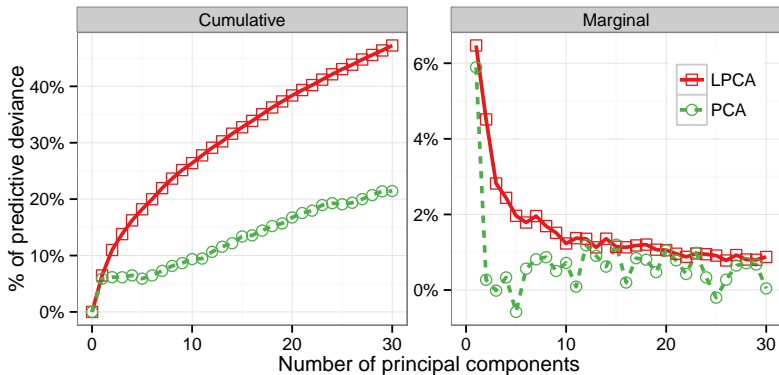 Cumulative
Marginal
% of predictive deviance
40%
30%
20%
10%
0%
6%
4%
2%
0%
LPCA
PCA
0 10 20 30
0 10 20 30
Number of principal components